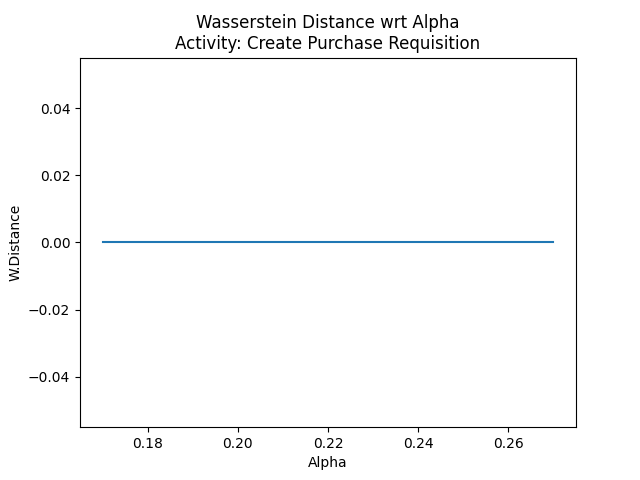 Wasserstein Distance wrt Alpha
Activity: Create Purchase Requisition
0.04
0.02
0.00
−0.02
−0.04
W.Distance
0.18 0.20 0.22 0.24 0.26
Alpha